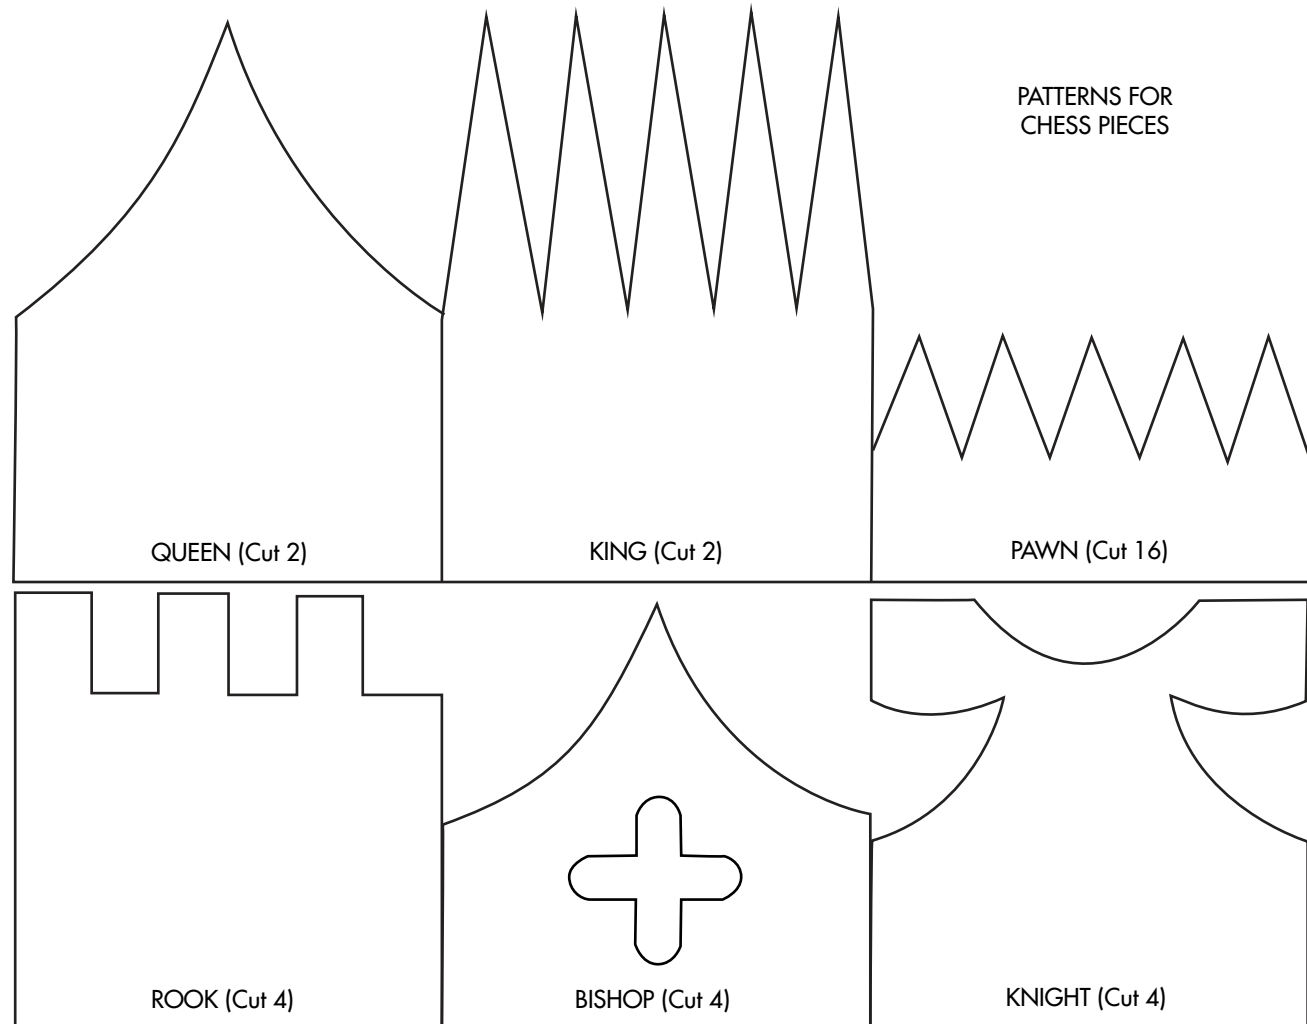 PATTERNS FOR
CHESS PIECES
QUEEN (Cut 2)
KING (Cut 2)
PAWN (Cut 16)
ROOK (Cut 4)
BISHOP (Cut 4)
KNIGHT (Cut 4)